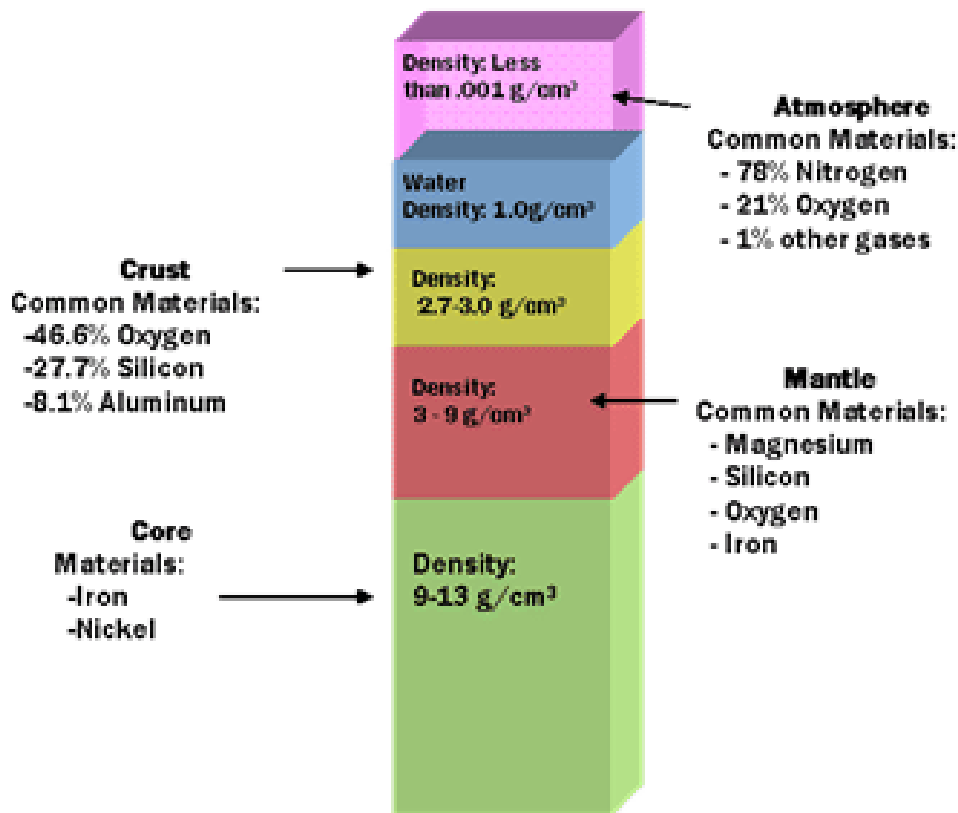 Density: Less
than .001 g/cm³
Atmosphere
Common Materials:
- 78% Nitrogen
- 21% Oxygen
- 1% other gases
Water
Density: 1.0g/cm³
Crust
Common Materials:
-46.6% Oxygen
-27.7% Silicon
-8.1% Aluminum
Density:
2.7-3.0 g/cm³
Density:
3 - 9 g/cm³
Mantle
Common Materials:
- Magnesium
- Silicon
- Oxygen
- Iron
Core
Materials:
-Iron
-Nickel
Density:
9-13 g/cm³